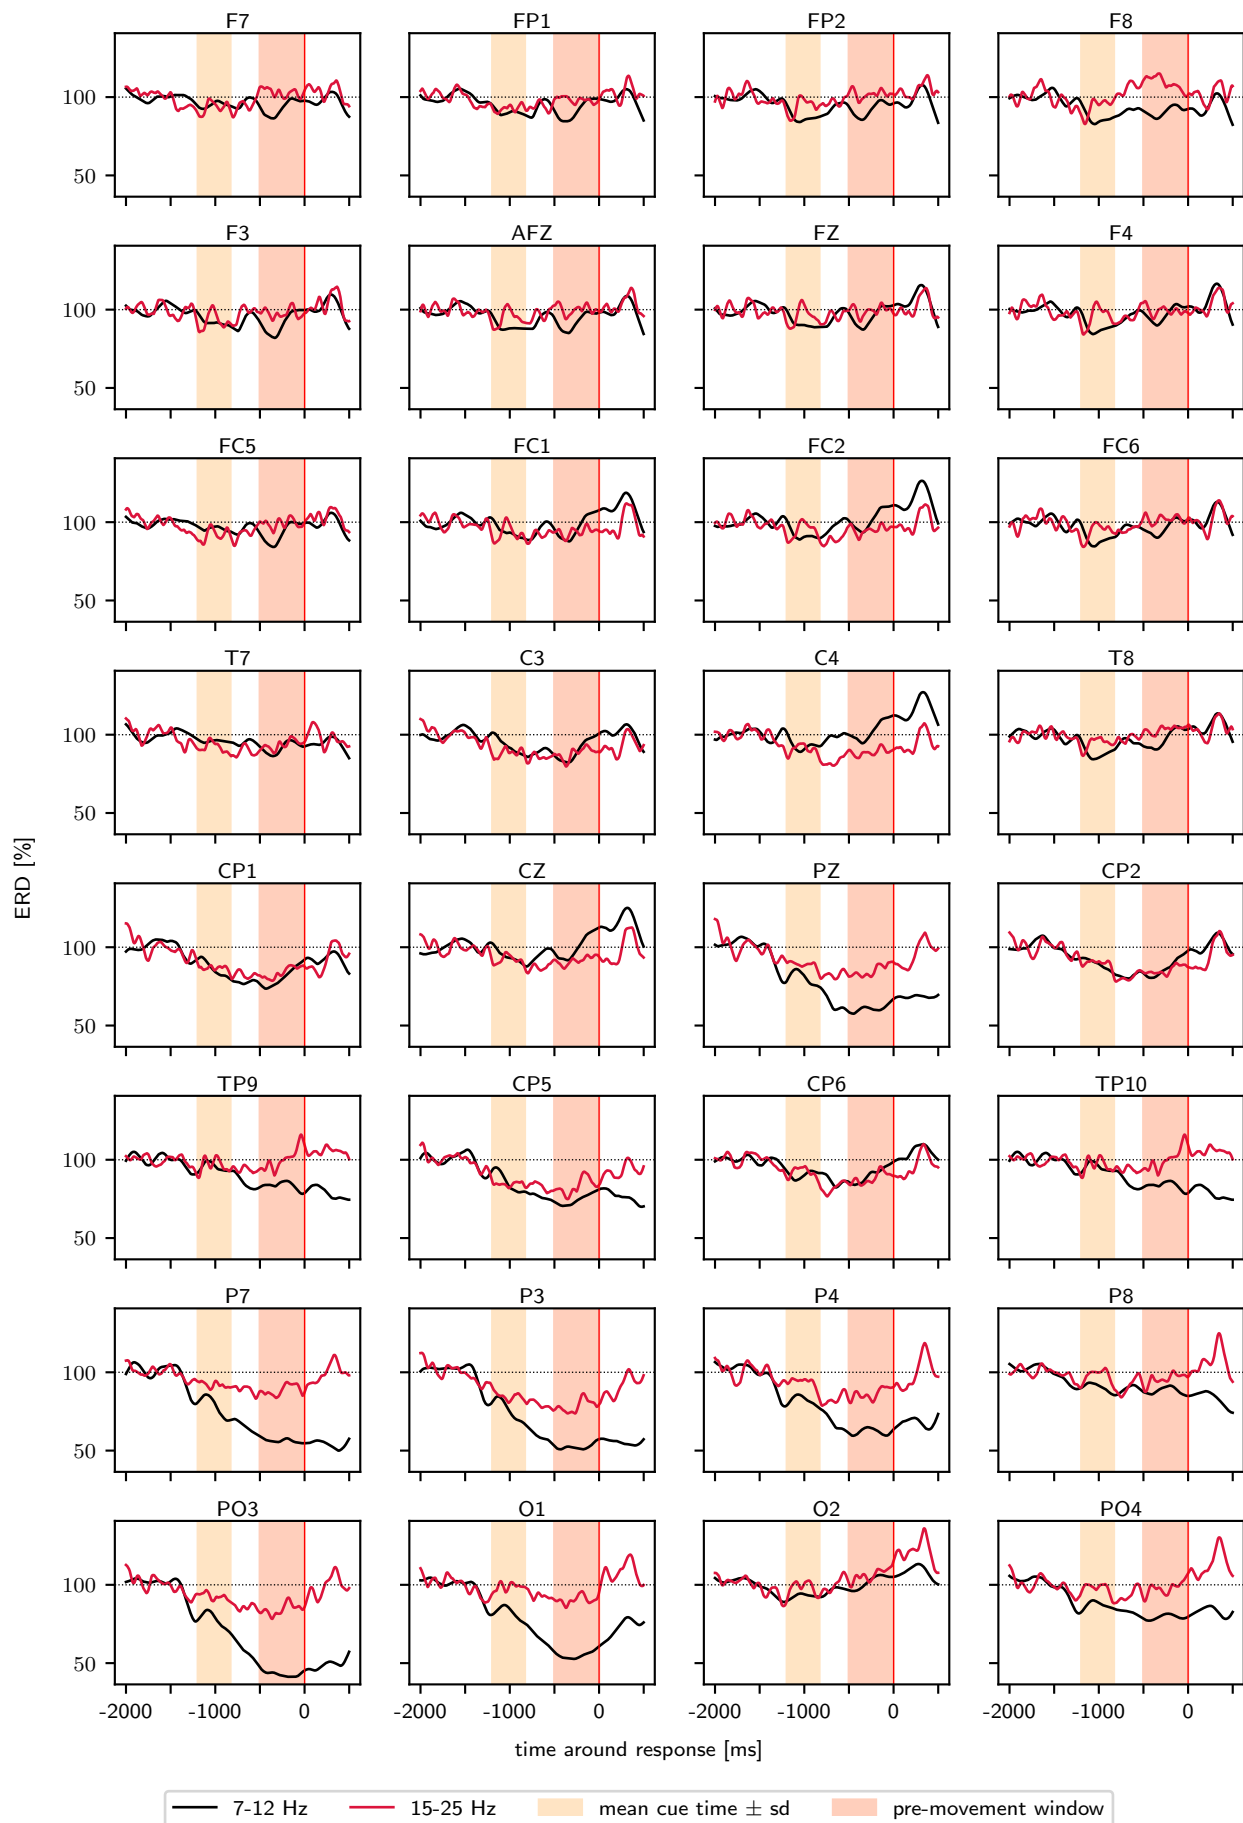 F7 FP1 FP2 F8
100
50
F3 AFZ FZ F4
100
50
FC5 FC1 FC2 FC6
100
50
T7 C3 C4 T8
100
50
ERD [%]
CP1 CZ PZ CP2
100
50
TP9 CP5 CP6 TP10
100
50
P7 P3 P4 P8
100
50
PO3 O1 O2 PO4
100
50
-2000 -1000 0 -2000 -1000 0 -2000 -1000 0 -2000 -1000 0
time around response [ms]
7-12 Hz 15-25 Hz mean cue time ± sd pre-movement window